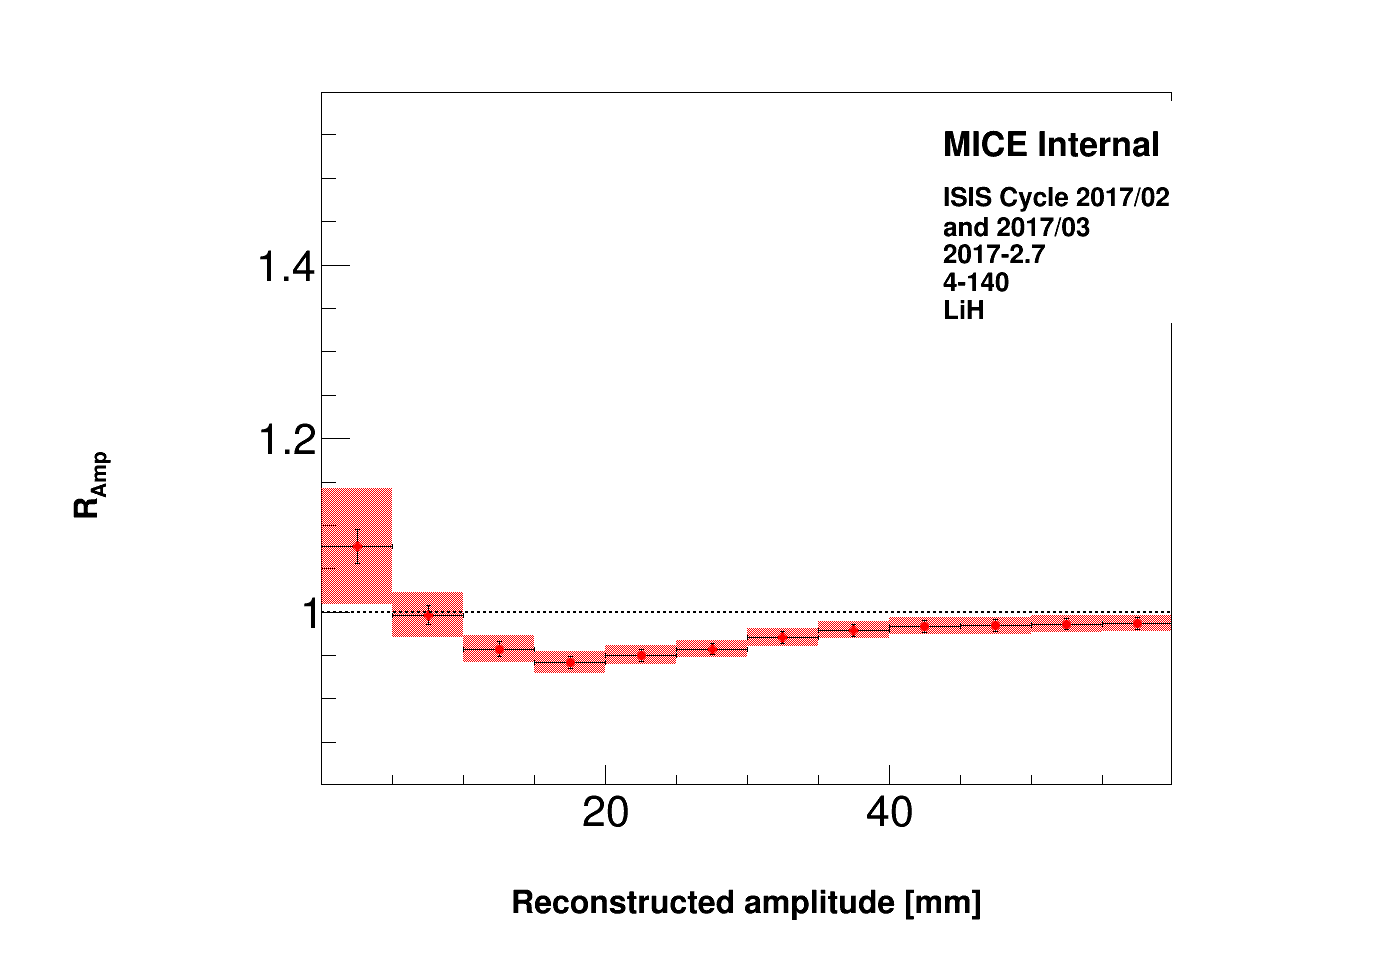 MICE Internal
ISIS Cycle 2017/02
and 2017/03
2017-2.7
4-140
LiH
1.4
1.2
1
R_Amp
20 40
Reconstructed amplitude [mm]